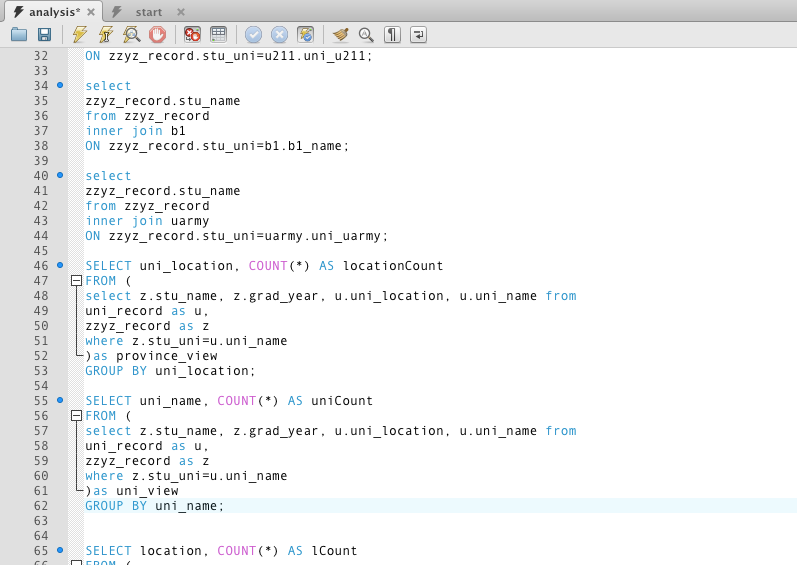 analysis* start
32 ON zzyz_record.stu_uni=u211.uni_u211;
33
34 select
35 zzyz_record.stu_name
36 from zzyz_record
37 inner join b1
38 ON zzyz_record.stu_uni=b1.b1_name;
39
40 select
41 zzyz_record.stu_name
42 from zzyz_record
43 inner join uarmy
44 ON zzyz_record.stu_uni=uarmy.uni_uarmy;
45
46 SELECT uni_location, COUNT(*) AS locationCount
47 FROM (
48 select z.stu_name, z.grad_year, u.uni_location, u.uni_name from
49 uni_record as u,
50 zzyz_record as z
51 where z.stu_uni=u.uni_name
52 )as province_view
53 GROUP BY uni_location;
54
55 SELECT uni_name, COUNT(*) AS uniCount
56 FROM (
57 select z.stu_name, z.grad_year, u.uni_location, u.uni_name from
58 uni_record as u,
59 zzyz_record as z
60 where z.stu_uni=u.uni_name
61 )as uni_view
62 GROUP BY uni_name;
63
64
65 SELECT location, COUNT(*) AS lCount
66 FROM (